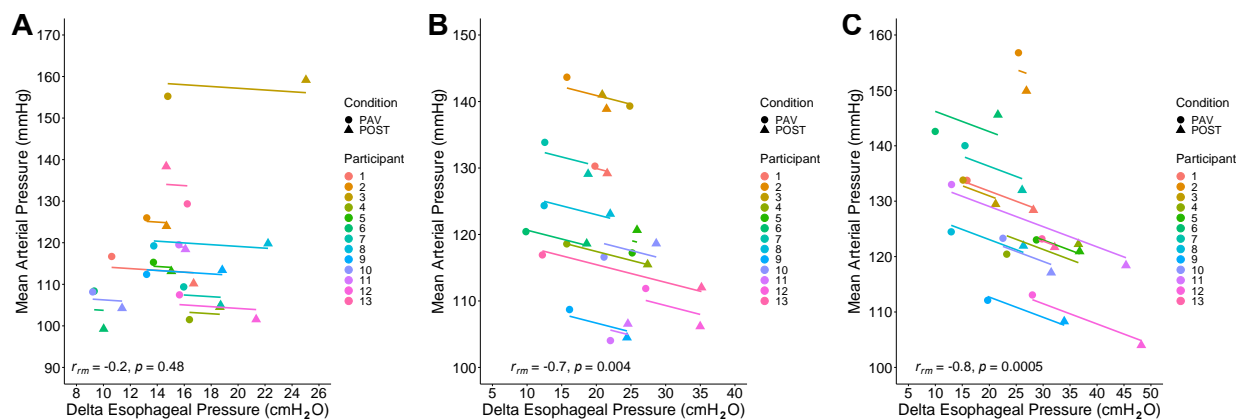 A
Mean Arterial Pressure (mmHg)
170
160
150
140
130
120
110
100
90
8 10 12 14 16 18 20 22 24 26
Delta Esophageal Pressure (cmH2O)
r_rm = -0.2, p = 0.48
Condition
PAV
POST
Participant
1
2
3
4
5
6
7
8
9
10
11
12
13
B
Mean Arterial Pressure (mmHg)
150
140
130
120
110
100
5 10 15 20 25 30 35 40
Delta Esophageal Pressure (cmH2O)
r_rm = -0.7, p = 0.004
Condition
PAV
POST
Participant
1
2
3
4
5
6
7
8
9
10
11
12
13
C
Mean Arterial Pressure (mmHg)
160
150
140
130
120
110
100
5 10 15 20 25 30 35 40 45 50
Delta Esophageal Pressure (cmH2O)
r_rm = -0.8, p = 0.0005
Condition
PAV
POST
Participant
1
2
3
4
5
6
7
8
9
10
11
12
13